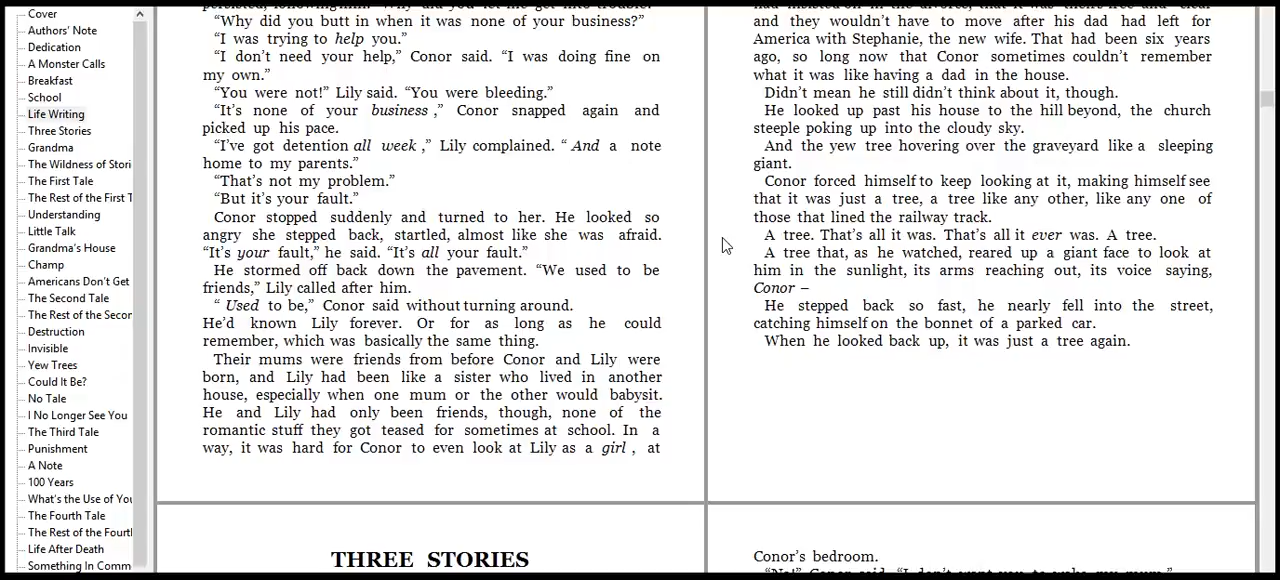 Cover
Authors' Note
Dedication
A Monster Calls
Breakfast
School
Life Writing
Three Stories
Grandma
The Wildness of Stori
The First Tale
The Rest of the First T
Understanding
Little Talk
Grandma's House
Champ
Americans Don't Get
The Second Tale
The Rest of the Secor
Destruction
Invisible
Yew Trees
Could It Be?
No Tale
I No Longer See You
The Third Tale
Punishment
A Note
100 Years
What's the Use of You
The Fourth Tale
The Rest of the Fourtl
Life After Death
Something In Comm
“Why did you butt in when it was none of your business?”
“I was trying to help you.”
“I don't need your help,” Conor said. “I was doing fine on
my own.”
“You were not!” Lily said. “You were bleeding.”
“It's none of your business ,” Conor snapped again and
picked up his pace.
“I've got detention all week ,” Lily complained. “ And a note
home to my parents.”
“That's not my problem.”
“But it's your fault.”
Conor stopped suddenly and turned to her. He looked so
angry she stepped back, startled, almost like she was afraid.
“It's your fault,” he said. “It's all your fault.”
He stormed off back down the pavement. “We used to be
friends,” Lily called after him.
“ Used to be,” Conor said without turning around.
He'd known Lily forever. Or for as long as he could
remember, which was basically the same thing.
Their mums were friends from before Conor and Lily were
born, and Lily had been like a sister who lived in another
house, especially when one mum or the other would babysit.
He and Lily had only been friends, though, none of the
romantic stuff they got teased for sometimes at school. In a
way, it was hard for Conor to even look at Lily as a girl , at
THREE STORIES
and they wouldn't have to move after his dad had left for
America with Stephanie, the new wife. That had been six years
ago, so long now that Conor sometimes couldn't remember
what it was like having a dad in the house.
Didn't mean he still didn't think about it, though.
He looked up past his house to the hill beyond, the church
steeple poking up into the cloudy sky.
And the yew tree hovering over the graveyard like a sleeping
giant.
Conor forced himself to keep looking at it, making himself see
that it was just a tree, a tree like any other, like any one of
those that lined the railway track.
A tree. That's all it was. That's all it ever was. A tree.
A tree that, as he watched, reared up a giant face to look at
him in the sunlight, its arms reaching out, its voice saying,
Conor –
He stepped back so fast, he nearly fell into the street,
catching himself on the bonnet of a parked car.
When he looked back up, it was just a tree again.
Conor's bedroom.